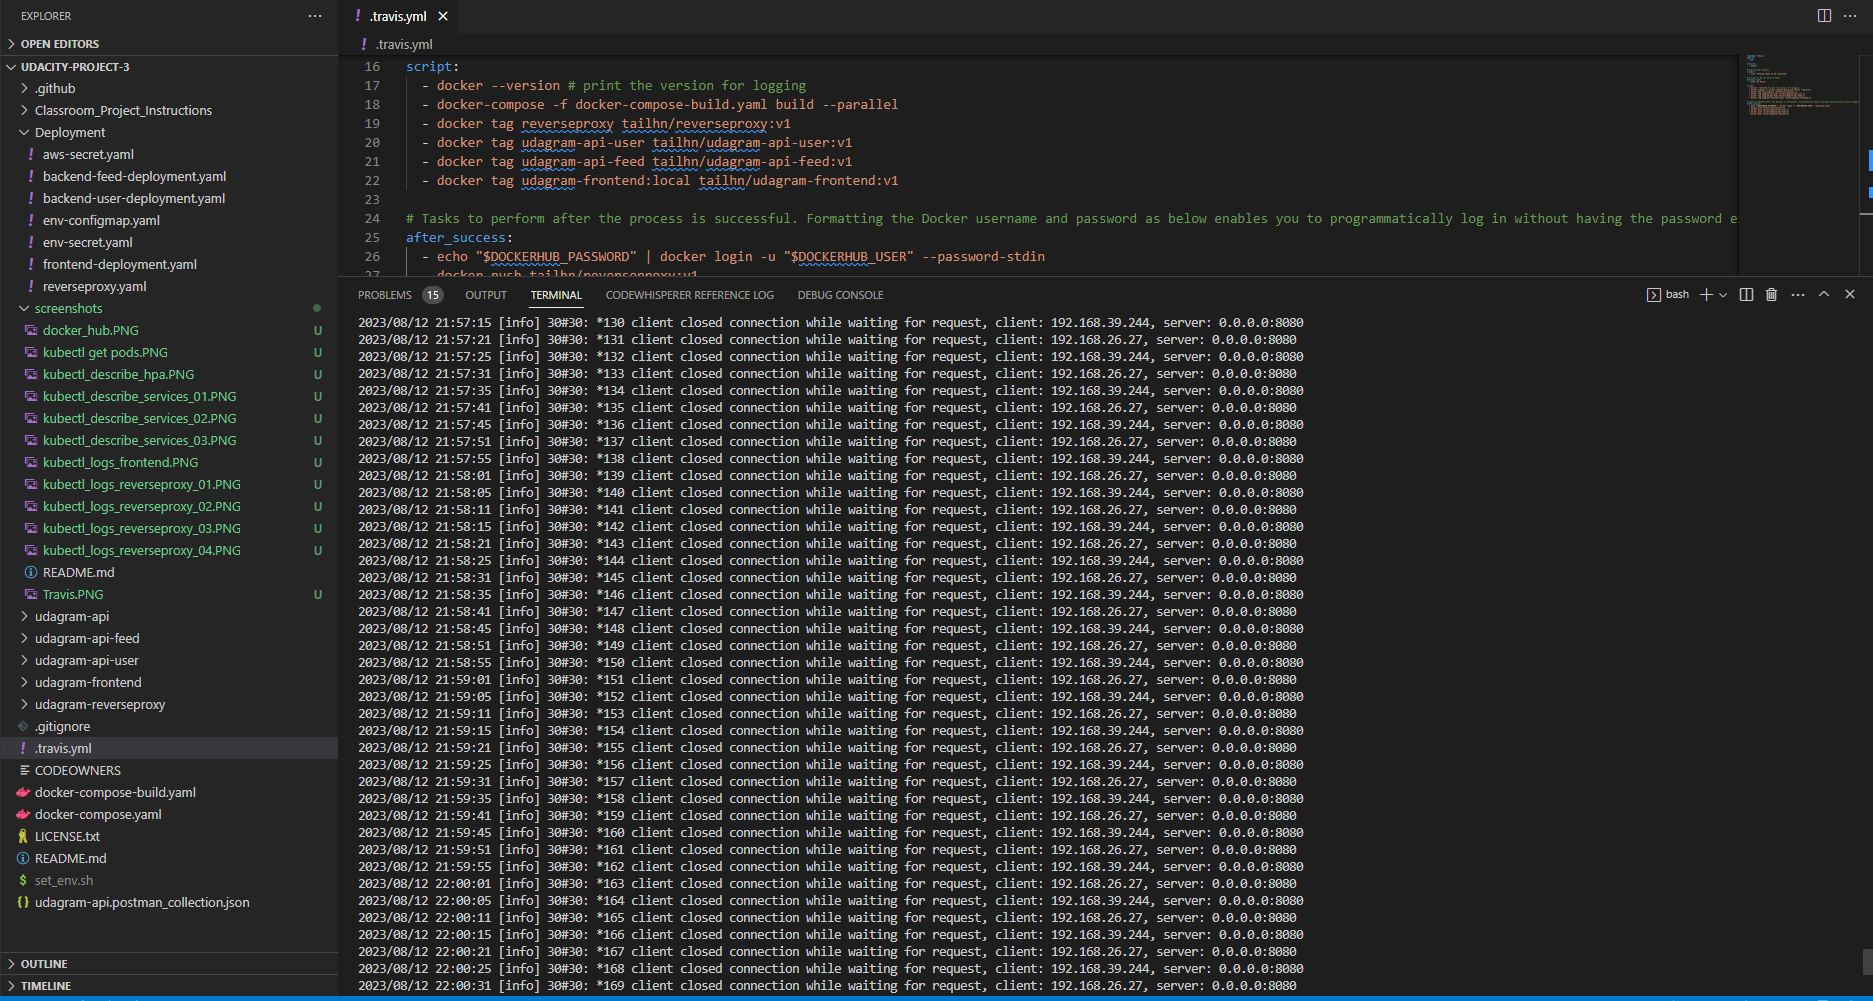 EXPLORER
OPEN EDITORS
UDACITY-PROJECT-3
.github
Classroom_Project_Instructions
Deployment
aws-secret.yaml
backend-feed-deployment.yaml
backend-user-deployment.yaml
env-configmap.yaml
env-secret.yaml
frontend-deployment.yaml
reverseproxy.yaml
screenshots
docker_hub.PNG U
kubectl get pods.PNG U
kubectl_describe_hpa.PNG U
kubectl_describe_services_01.PNG U
kubectl_describe_services_02.PNG U
kubectl_describe_services_03.PNG U
kubectl_logs_frontend.PNG U
kubectl_logs_reverseproxy_01.PNG U
kubectl_logs_reverseproxy_02.PNG U
kubectl_logs_reverseproxy_03.PNG U
kubectl_logs_reverseproxy_04.PNG U
README.md
Travis.PNG U
udagram-api
udagram-api-feed
udagram-api-user
udagram-frontend
udagram-reverseproxy
.gitignore
.travis.yml
CODEOWNERS
docker-compose-build.yaml
docker-compose.yaml
LICENSE.txt
README.md
set_env.sh
udagram-api.postman_collection.json
OUTLINE
TIMELINE
.travis.yml
.travis.yml
16 script:
17 - docker --version # print the version for logging
18 - docker-compose -f docker-compose-build.yaml build --parallel
19 - docker tag reverseproxy tailhn/reverseproxy:v1
20 - docker tag udagram-api-user tailhn/udagram-api-user:v1
21 - docker tag udagram-api-feed tailhn/udagram-api-feed:v1
22 - docker tag udagram-frontend:local tailhn/udagram-frontend:v1
23
24 # Tasks to perform after the process is successful. Formatting the Docker username and password as below enables you to programmatically log in without having the password e
25 after_success:
26 - echo "$DOCKERHUB_PASSWORD" | docker login -u "$DOCKERHUB_USER" --password-stdin
27 - docker push tailhn/reverseproxy:v1
PROBLEMS 15 OUTPUT TERMINAL CODEWHISPERER REFERENCE LOG DEBUG CONSOLE bash
2023/08/12 21:57:15 [info] 30#30: *130 client closed connection while waiting for request, client: 192.168.39.244, server: 0.0.0.0:8080
2023/08/12 21:57:21 [info] 30#30: *131 client closed connection while waiting for request, client: 192.168.26.27, server: 0.0.0.0:8080
2023/08/12 21:57:25 [info] 30#30: *132 client closed connection while waiting for request, client: 192.168.39.244, server: 0.0.0.0:8080
2023/08/12 21:57:31 [info] 30#30: *133 client closed connection while waiting for request, client: 192.168.26.27, server: 0.0.0.0:8080
2023/08/12 21:57:35 [info] 30#30: *134 client closed connection while waiting for request, client: 192.168.39.244, server: 0.0.0.0:8080
2023/08/12 21:57:41 [info] 30#30: *135 client closed connection while waiting for request, client: 192.168.26.27, server: 0.0.0.0:8080
2023/08/12 21:57:45 [info] 30#30: *136 client closed connection while waiting for request, client: 192.168.39.244, server: 0.0.0.0:8080
2023/08/12 21:57:51 [info] 30#30: *137 client closed connection while waiting for request, client: 192.168.26.27, server: 0.0.0.0:8080
2023/08/12 21:57:55 [info] 30#30: *138 client closed connection while waiting for request, client: 192.168.39.244, server: 0.0.0.0:8080
2023/08/12 21:58:01 [info] 30#30: *139 client closed connection while waiting for request, client: 192.168.26.27, server: 0.0.0.0:8080
2023/08/12 21:58:05 [info] 30#30: *140 client closed connection while waiting for request, client: 192.168.39.244, server: 0.0.0.0:8080
2023/08/12 21:58:11 [info] 30#30: *141 client closed connection while waiting for request, client: 192.168.26.27, server: 0.0.0.0:8080
2023/08/12 21:58:15 [info] 30#30: *142 client closed connection while waiting for request, client: 192.168.39.244, server: 0.0.0.0:8080
2023/08/12 21:58:21 [info] 30#30: *143 client closed connection while waiting for request, client: 192.168.26.27, server: 0.0.0.0:8080
2023/08/12 21:58:25 [info] 30#30: *144 client closed connection while waiting for request, client: 192.168.39.244, server: 0.0.0.0:8080
2023/08/12 21:58:31 [info] 30#30: *145 client closed connection while waiting for request, client: 192.168.26.27, server: 0.0.0.0:8080
2023/08/12 21:58:35 [info] 30#30: *146 client closed connection while waiting for request, client: 192.168.39.244, server: 0.0.0.0:8080
2023/08/12 21:58:41 [info] 30#30: *147 client closed connection while waiting for request, client: 192.168.26.27, server: 0.0.0.0:8080
2023/08/12 21:58:45 [info] 30#30: *148 client closed connection while waiting for request, client: 192.168.39.244, server: 0.0.0.0:8080
2023/08/12 21:58:51 [info] 30#30: *149 client closed connection while waiting for request, client: 192.168.26.27, server: 0.0.0.0:8080
2023/08/12 21:58:55 [info] 30#30: *150 client closed connection while waiting for request, client: 192.168.39.244, server: 0.0.0.0:8080
2023/08/12 21:59:01 [info] 30#30: *151 client closed connection while waiting for request, client: 192.168.26.27, server: 0.0.0.0:8080
2023/08/12 21:59:05 [info] 30#30: *152 client closed connection while waiting for request, client: 192.168.39.244, server: 0.0.0.0:8080
2023/08/12 21:59:11 [info] 30#30: *153 client closed connection while waiting for request, client: 192.168.26.27, server: 0.0.0.0:8080
2023/08/12 21:59:15 [info] 30#30: *154 client closed connection while waiting for request, client: 192.168.39.244, server: 0.0.0.0:8080
2023/08/12 21:59:21 [info] 30#30: *155 client closed connection while waiting for request, client: 192.168.26.27, server: 0.0.0.0:8080
2023/08/12 21:59:25 [info] 30#30: *156 client closed connection while waiting for request, client: 192.168.39.244, server: 0.0.0.0:8080
2023/08/12 21:59:31 [info] 30#30: *157 client closed connection while waiting for request, client: 192.168.26.27, server: 0.0.0.0:8080
2023/08/12 21:59:35 [info] 30#30: *158 client closed connection while waiting for request, client: 192.168.39.244, server: 0.0.0.0:8080
2023/08/12 21:59:41 [info] 30#30: *159 client closed connection while waiting for request, client: 192.168.26.27, server: 0.0.0.0:8080
2023/08/12 21:59:45 [info] 30#30: *160 client closed connection while waiting for request, client: 192.168.39.244, server: 0.0.0.0:8080
2023/08/12 21:59:51 [info] 30#30: *161 client closed connection while waiting for request, client: 192.168.26.27, server: 0.0.0.0:8080
2023/08/12 21:59:55 [info] 30#30: *162 client closed connection while waiting for request, client: 192.168.39.244, server: 0.0.0.0:8080
2023/08/12 22:00:01 [info] 30#30: *163 client closed connection while waiting for request, client: 192.168.26.27, server: 0.0.0.0:8080
2023/08/12 22:00:05 [info] 30#30: *164 client closed connection while waiting for request, client: 192.168.39.244, server: 0.0.0.0:8080
2023/08/12 22:00:11 [info] 30#30: *165 client closed connection while waiting for request, client: 192.168.26.27, server: 0.0.0.0:8080
2023/08/12 22:00:15 [info] 30#30: *166 client closed connection while waiting for request, client: 192.168.39.244, server: 0.0.0.0:8080
2023/08/12 22:00:21 [info] 30#30: *167 client closed connection while waiting for request, client: 192.168.26.27, server: 0.0.0.0:8080
2023/08/12 22:00:25 [info] 30#30: *168 client closed connection while waiting for request, client: 192.168.39.244, server: 0.0.0.0:8080
2023/08/12 22:00:31 [info] 30#30: *169 client closed connection while waiting for request, client: 192.168.26.27, server: 0.0.0.0:8080